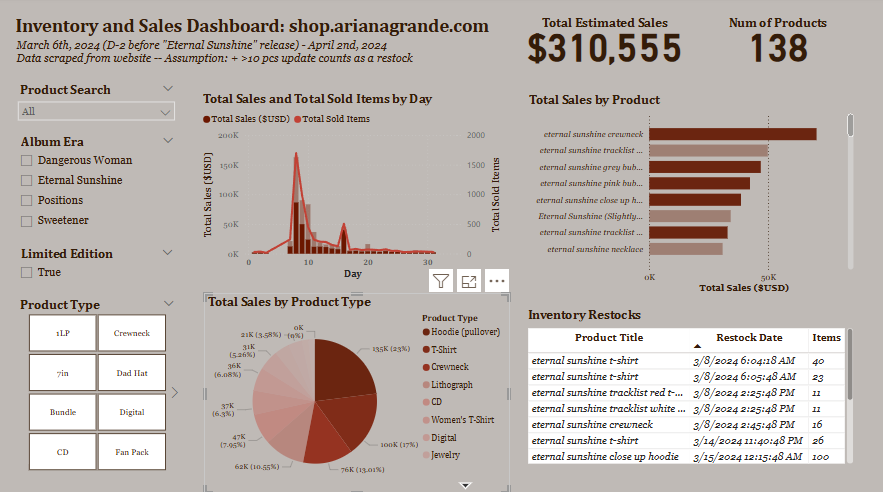 Inventory and Sales Dashboard: shop.arianagrande.com
March 6th, 2024 (D-2 before "Eternal Sunshine" release) - April 2nd, 2024
Data scraped from website -- Assumption: + >10 pcs update counts as a restock
Total Estimated Sales
$310,555
Num of Products
138
Product Search
All
Album Era
Dangerous Woman
Eternal Sunshine
Positions
Sweetener
Limited Edition
True
Product Type
1LP
Crewneck
7in
Dad Hat
Bundle
Digital
CD
Fan Pack
Total Sales and Total Sold Items by Day
Total Sales ($USD)
Total Sold Items
200K
150K
100K
50K
0K
Total Sales ($USD)
2000
1500
1000
500
0
Total Sold Items
0
10
20
30
Day
Total Sales by Product
eternal sunshine crewneck
eternal sunshine tracklist ...
eternal sunshine grey bub...
eternal sunshine pink bub...
eternal sunshine close up h...
Eternal Sunshine (Slightly...
eternal sunshine tracklist ...
eternal sunshine necklace
0K
50K
Total Sales ($USD)
Total Sales by Product Type
135K (23%)
100K (17%)
76K (13.01%)
62K (10.55%)
47K
(7.95%)
37K
(6.3%)
36K
(6.08%)
31K
(5.26%)
21K (3.58%)
0K
(0%)
Product Type
Hoodie (pullover)
T-Shirt
Crewneck
Lithograph
CD
Women's T-Shirt
Digital
Jewelry
Inventory Restocks
Product Title Restock Date Items
eternal sunshine t-shirt 3/8/2024 6:04:18 AM 40
eternal sunshine t-shirt 3/8/2024 6:05:48 AM 23
eternal sunshine tracklist red t-... 3/8/2024 2:25:48 PM 11
eternal sunshine tracklist white ... 3/8/2024 2:25:48 PM 11
eternal sunshine crewneck 3/8/2024 2:45:48 PM 16
eternal sunshine t-shirt 3/14/2024 11:40:48 PM 26
eternal sunshine close up hoodie 3/15/2024 12:15:48 AM 100